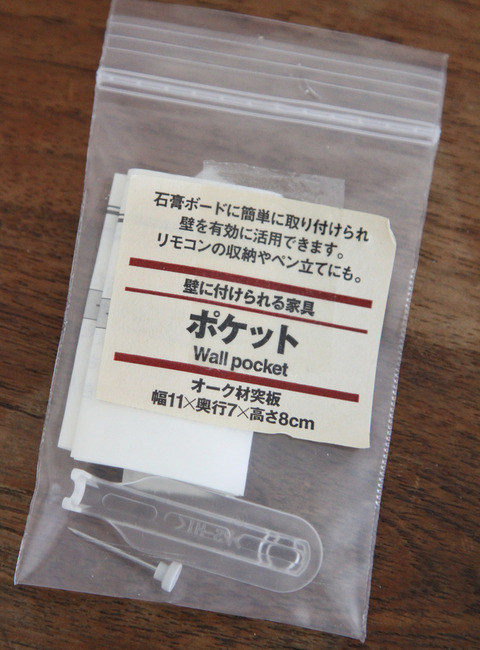 石膏ボードに簡単に取り付けられ
壁を有効に活用できます。
リモコンの収納やペン立てにも。
壁に付けられる家具
ポケット
Wall pocket
オーク材突板
幅11×奥行7×高さ8cm